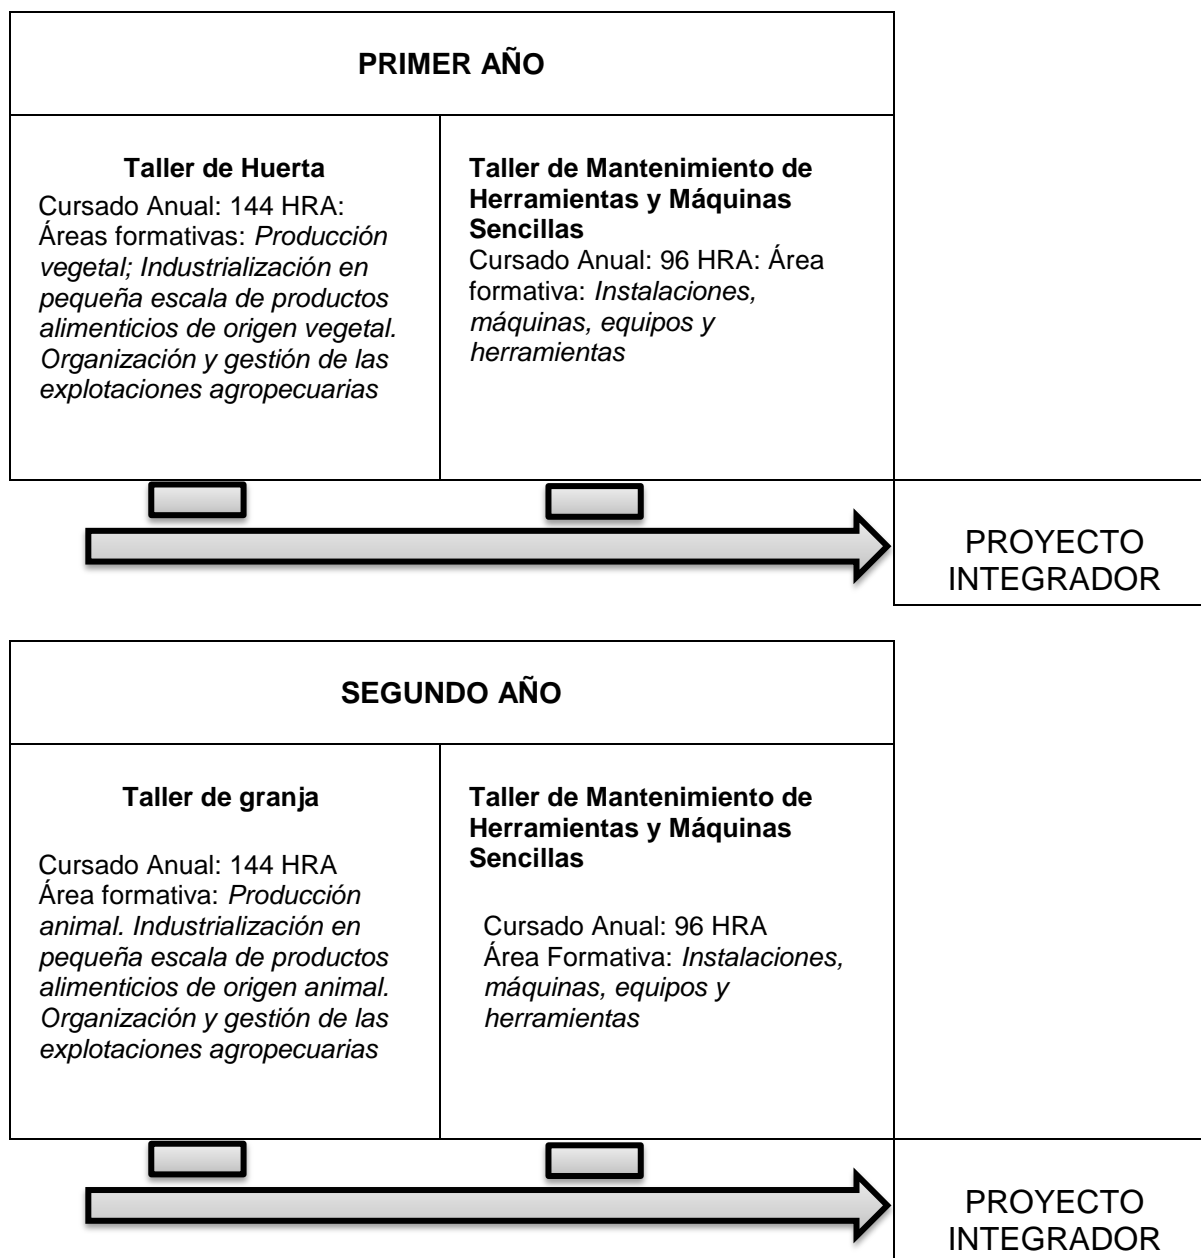 PRIMER AÑO
Taller de Huerta
Cursado Anual: 144 HRA:
Áreas formativas: Producción
vegetal; Industrialización en
pequeña escala de productos
alimenticios de origen vegetal.
Organización y gestión de las
explotaciones agropecuarias
Taller de Mantenimiento de
Herramientas y Máquinas
Sencillas
Cursado Anual: 96 HRA: Área
formativa: Instalaciones,
máquinas, equipos y
herramientas
PROYECTO
INTEGRADOR
SEGUNDO AÑO
Taller de granja
Cursado Anual: 144 HRA
Área formativa: Producción
animal. Industrialización en
pequeña escala de productos
alimenticios de origen animal.
Organización y gestión de las
explotaciones agropecuarias
Taller de Mantenimiento de
Herramientas y Máquinas
Sencillas
Cursado Anual: 96 HRA
Área Formativa: Instalaciones,
máquinas, equipos y
herramientas
PROYECTO
INTEGRADOR